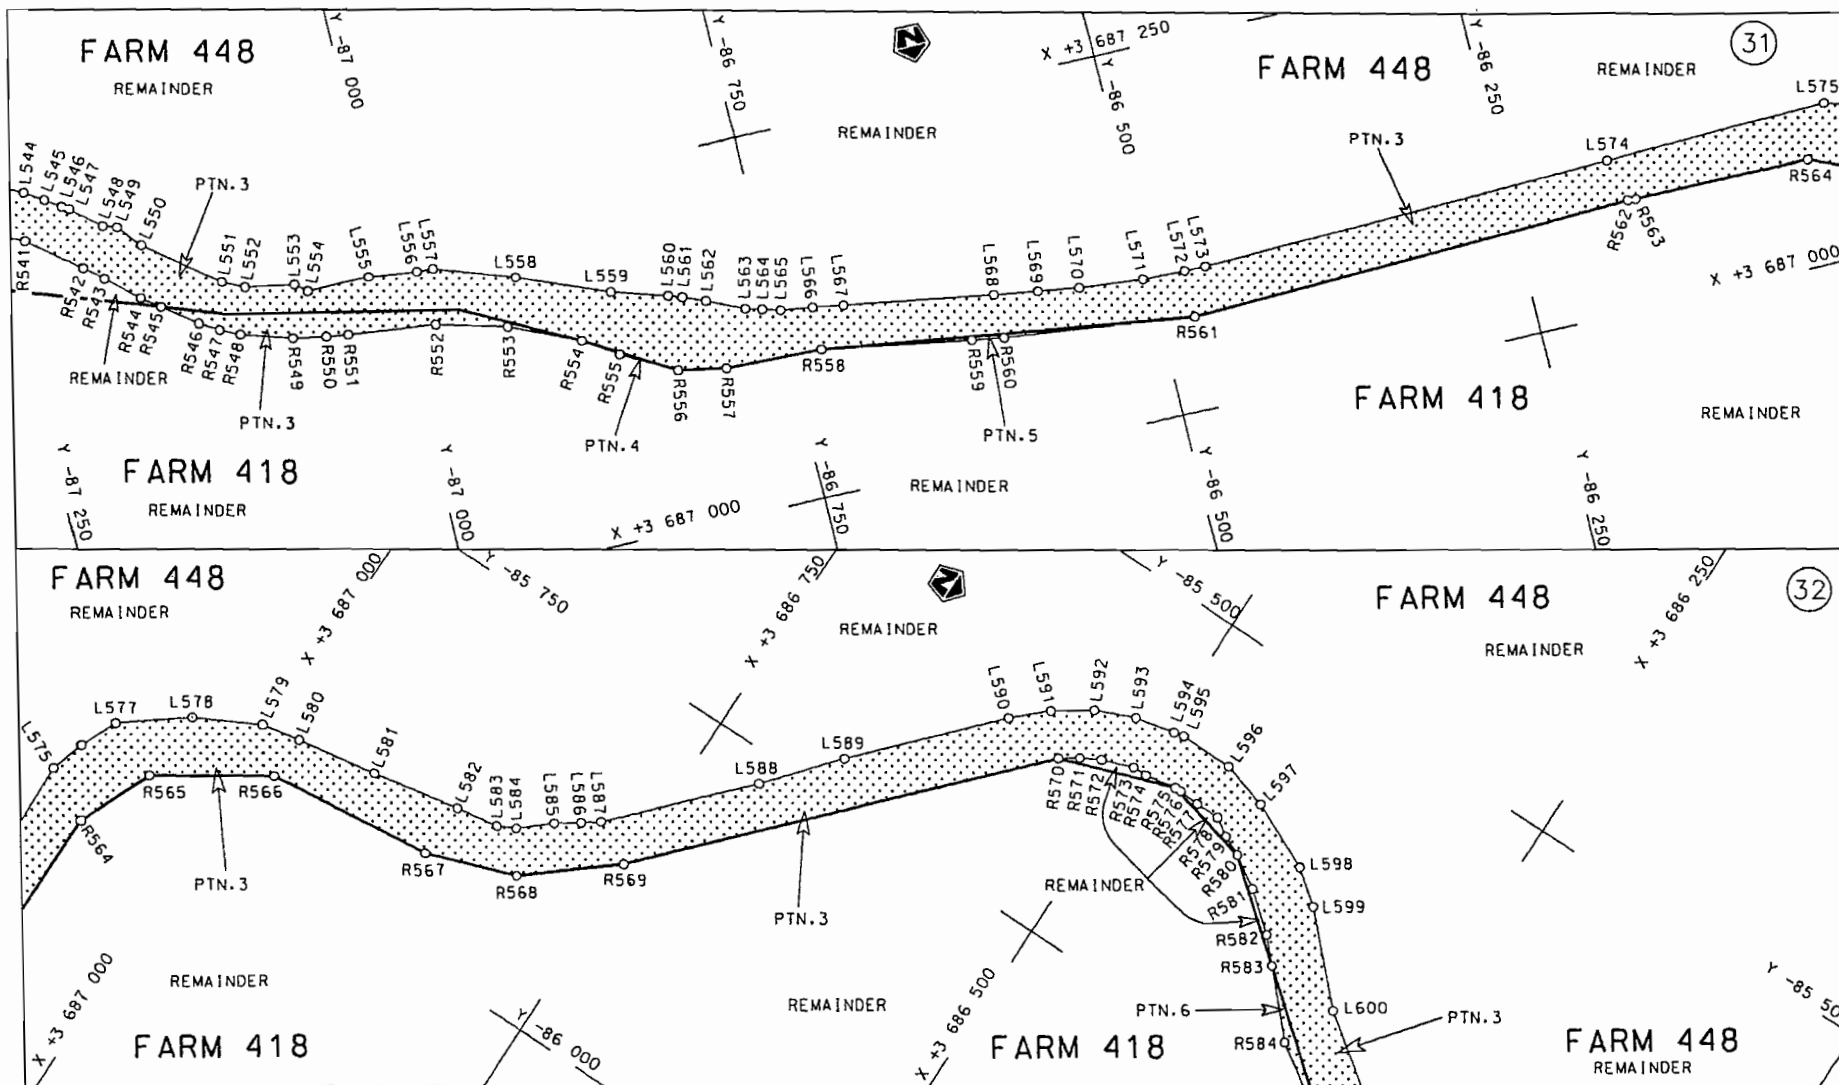 FARM 448
REMAINDER
Y -87 000
Y -86 750
N
X +3 687 250
Y -86 500
FARM 448
Y -86 250
REMAINDER
31
REMAINDER
PTN.3
PTN.3
L544
L545
L546
L547
L548
L549
L550
L551
L552
L553
L554
L555
L556
L557
L558
L559
L560
L561
L562
L563
L564
L565
L566
L567
L568
L569
L570
L571
L572
L573
L574
L575
R541
R542
R543
R544
R545
R546
R547
R548
R549
R550
R551
R552
R553
R554
R555
R556
R557
R558
R559
R560
R561
R562
R563
R564
X +3 687 000
REMAINDER
PTN.3
PTN.4
PTN.5
FARM 418
REMAINDER
FARM 418
REMAINDER
REMAINDER
Y -87 250
Y -87 000
X +3 687 000
Y -86 750
Y -86 500
Y -86 250
FARM 448
REMAINDER
X +3 687 000
Y -85 750
X +3 686 750
N
REMAINDER
Y -85 500
FARM 448
REMAINDER
X +3 686 250
32
L575
L577
L578
L579
L580
L581
L582
L583
L584
L585
L586
L587
L588
L589
L590
L591
L592
L593
L594
L595
L596
L597
L598
L599
L600
R564
R565
R566
R567
R568
R569
R570
R571
R572
R573
R574
R575
R576
R577
R578
R579
R580
R581
R582
R583
R584
PTN.3
PTN.3
REMAINDER
PTN.6
PTN.3
X +3 687 000
REMAINDER
FARM 418
Y -86 000
REMAINDER
X +3 686 500
FARM 418
Y -85 500
FARM 448
REMAINDER